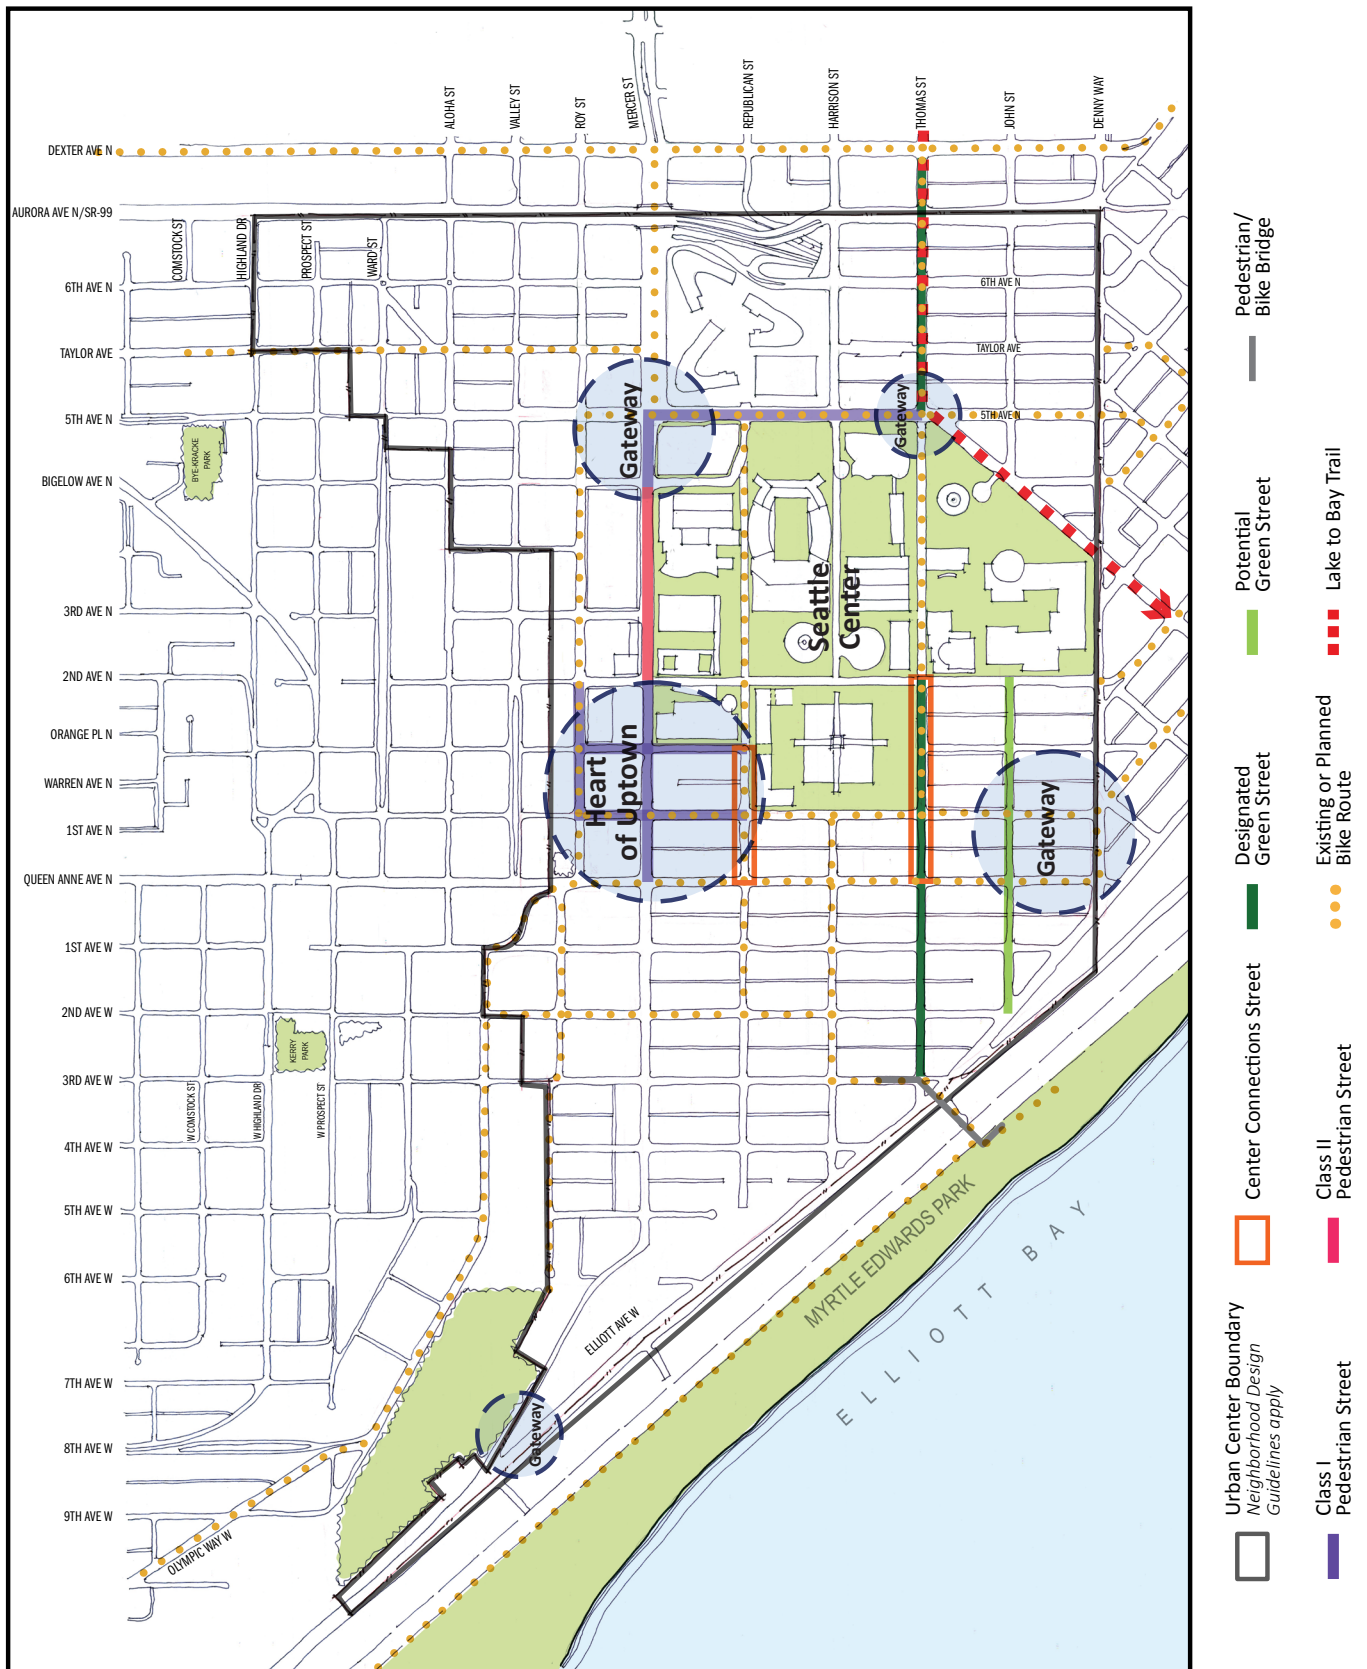 ALOHA ST
VALLEY ST
ROY ST
MERCER ST
REPUBLICAN ST
HARRISON ST
THOMAS ST
JOHN ST
DENNY WAY
DEXTER AVE N
AURORA AVE N/SR-99
6TH AVE N
TAYLOR AVE
5TH AVE N
BIGELOW AVE N
3RD AVE N
2ND AVE N
ORANGE PL N
WARREN AVE N
1ST AVE N
QUEEN ANNE AVE N
1ST AVE W
2ND AVE W
3RD AVE W
4TH AVE W
5TH AVE W
6TH AVE W
7TH AVE W
8TH AVE W
9TH AVE W
COMSTOCK ST
HIGHLAND DR
PROSPECT ST
WARD ST
6TH AVE N
TAYLOR AVE
5TH AVE N
BYE-KRACKE
PARK
Gateway
Gateway
Seattle
Center
Heart
of Uptown
Gateway
KERRY
PARK
W COMSTOCK ST
W HIGHLAND DR
W PROSPECT ST
ELLIOTT AVE W
MYRTLE EDWARDS PARK
ELLIOTT BAY
Gateway
OLYMPIC WAY W
Urban Center Boundary
Neighborhood Design
Guidelines apply
Center Connections Street
Designated
Green Street
Potential
Green Street
Pedestrian/
Bike Bridge
Class I
Pedestrian Street
Class II
Pedestrian Street
Existing or Planned
Bike Route
Lake to Bay Trail